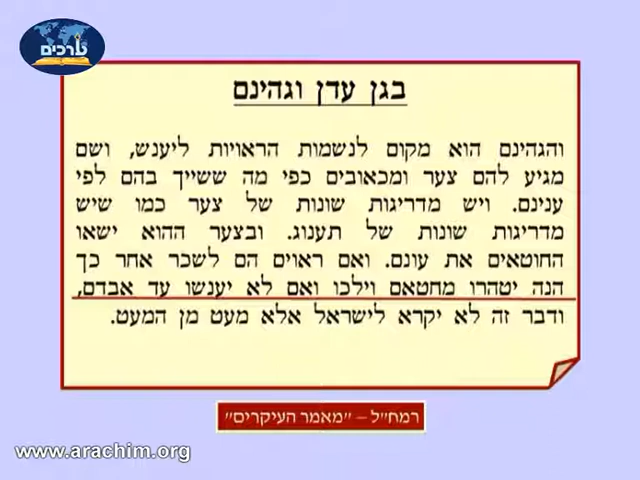 ערכים
בגן עדן וגהינם
והגהינם הוא מקום לנשמות הראויות ליענש, ושם
מגיע להם צער ומכאובים כפי מה ששייך בהם לפי
ענינם. ויש מדריגות שונות של צער כמו שיש
מדריגות שונות של תענוג. ובצער ההוא ישאו
החוטאים את עונם. ואם ראוים הם לשכר אחר כך
הנה יטהרו מחטאם וילכו ואם לא יענשו עד אבדם,
ודבר זה לא יקרא לישראל אלא מעט מן המעט.
רמח״ל – ״מאמר העיקרים״
www.arachim.org